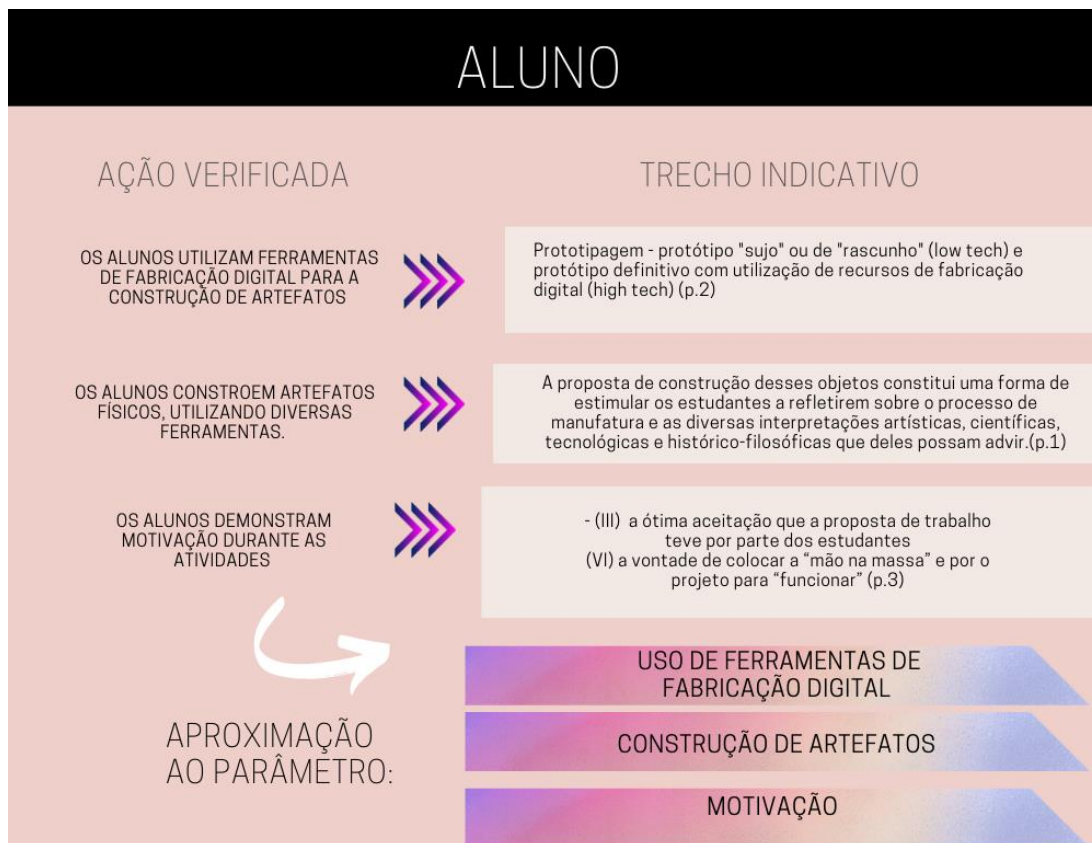 ALUNO
AÇÃO VERIFICADA
TRECHO INDICATIVO
OS ALUNOS UTILIZAM FERRAMENTAS
DE FABRICAÇÃO DIGITAL PARA A
CONSTRUÇÃO DE ARTEFATOS
Prototipagem - protótipo "sujo" ou de "rascunho" (low tech) e
protótipo definitivo com utilização de recursos de fabricação
digital (high tech) (p.2)
OS ALUNOS CONSTROEM ARTEFATOS
FÍSICOS, UTILIZANDO DIVERSAS
FERRAMENTAS.
A proposta de construção desses objetos constitui uma forma de
estimular os estudantes a refletirem sobre o processo de
manufatura e as diversas interpretações artísticas, científicas,
tecnológicas e histórico-filosóficas que deles possam advir.(p.1)
OS ALUNOS DEMONSTRAM
MOTIVAÇÃO DURANTE AS
ATIVIDADES
- (III) a ótima aceitação que a proposta de trabalho
teve por parte dos estudantes
(VI) a vontade de colocar a “mão na massa” e por o
projeto para “funcionar” (p.3)
APROXIMAÇÃO
AO PARÂMETRO:
USO DE FERRAMENTAS DE
FABRICAÇÃO DIGITAL
CONSTRUÇÃO DE ARTEFATOS
MOTIVAÇÃO